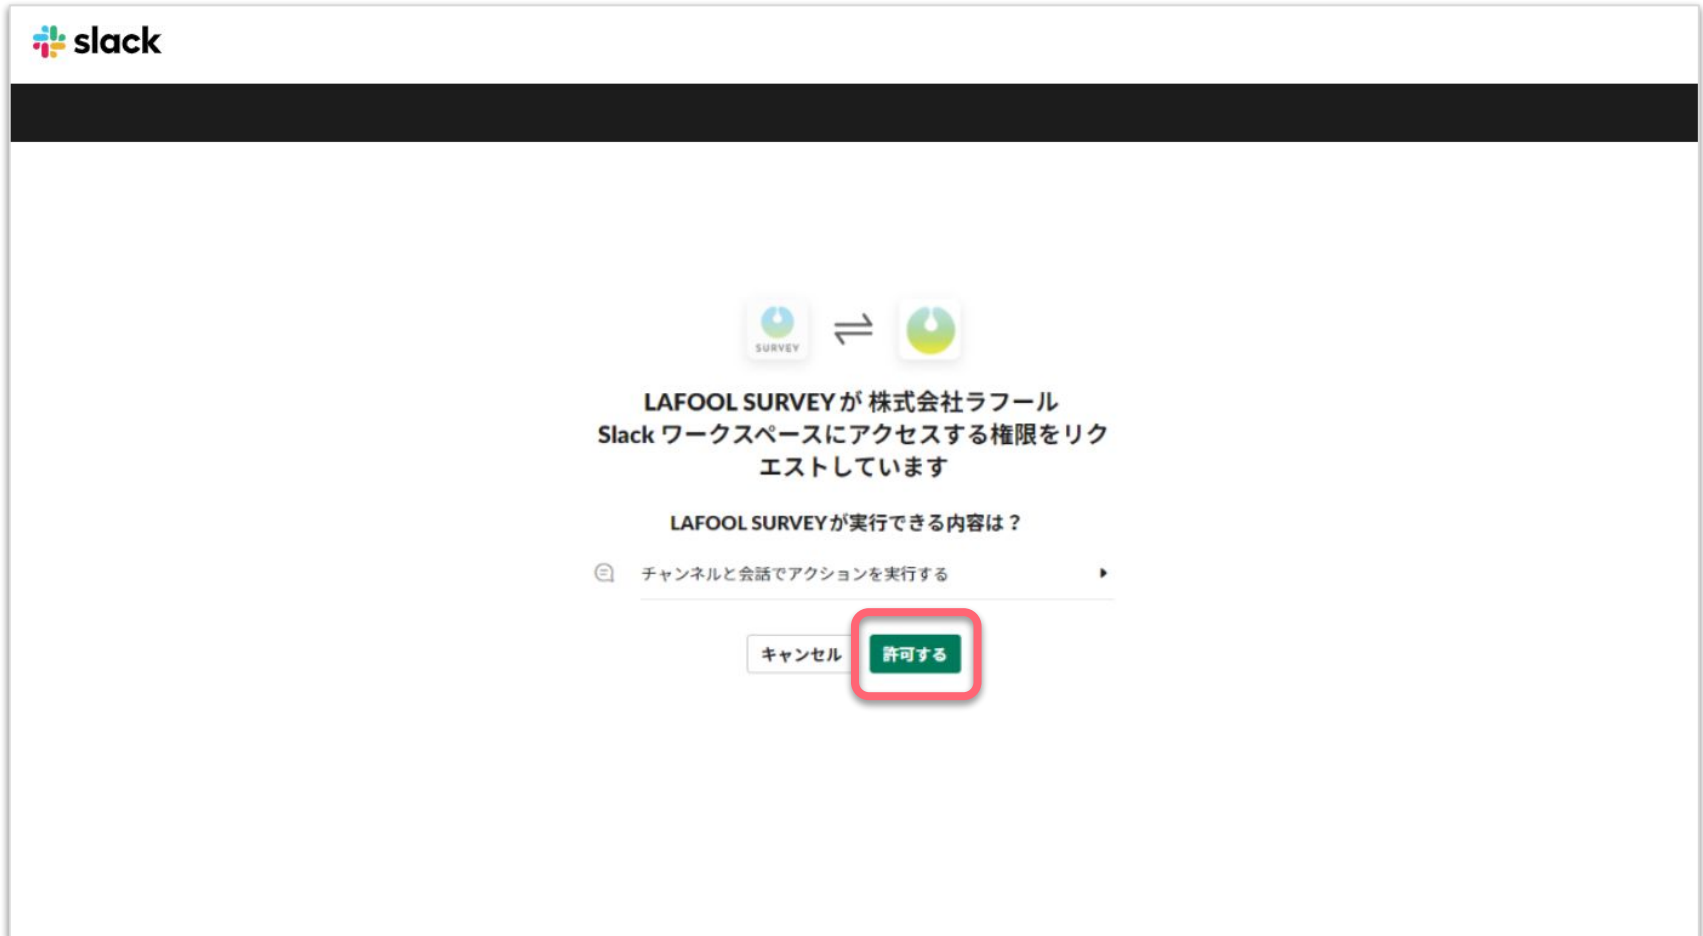 slack
SURVEY
LAFOOL SURVEY が 株式会社ラフール
Slack ワークスペースにアクセスする権限をリク
エストしています
LAFOOL SURVEYが実行できる内容は？
チャンネルと会話でアクションを実行する
キャンセル 許可する